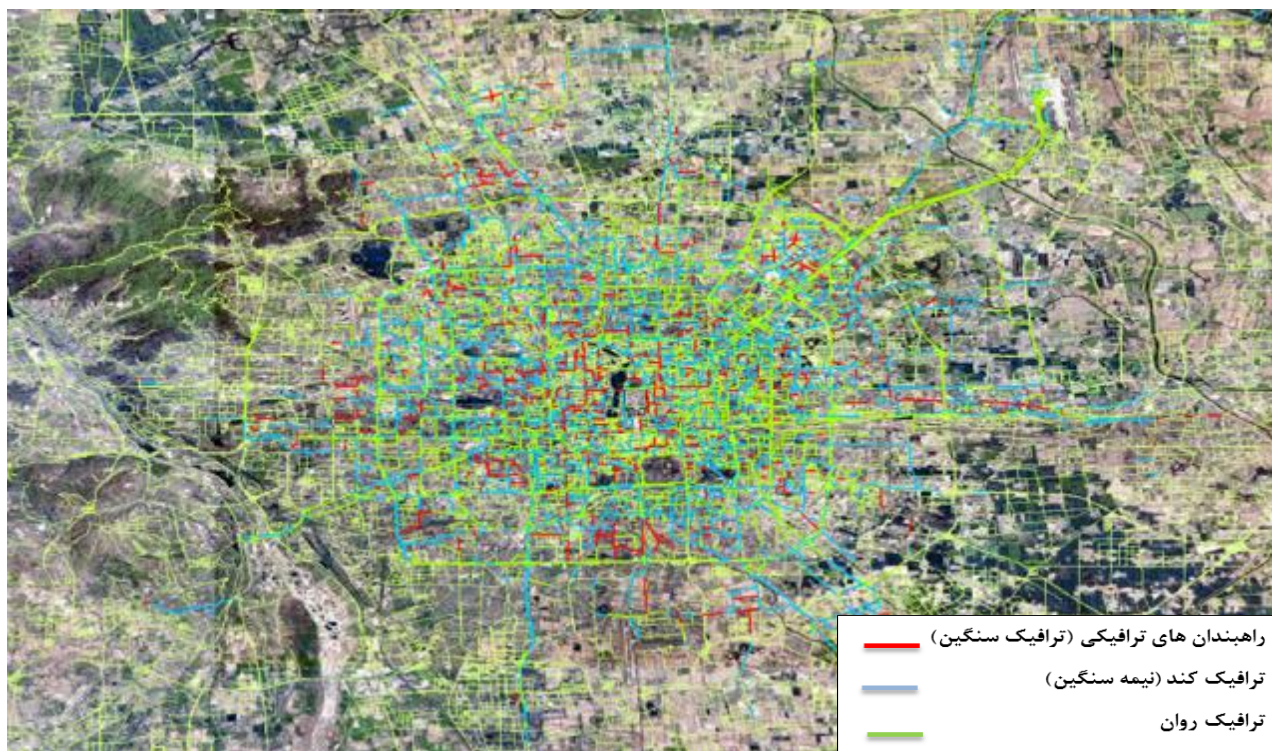 راهبندان های ترافیکی (ترافیک سنگین)
ترافیک کند (نیمه سنگین)
ترافیک روان